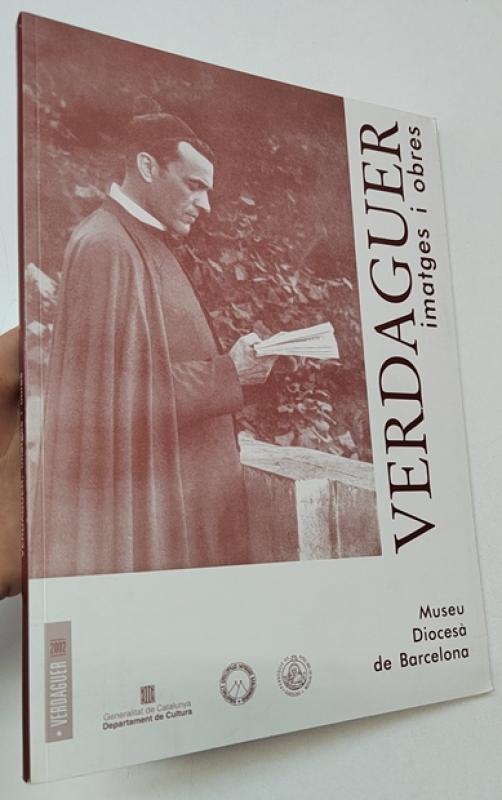 VERDAGUER
imatges i obres
Museu
Diocesà
de Barcelona
VERDAGUER 2002
Generalitat de Catalunya
Departament de Cultura